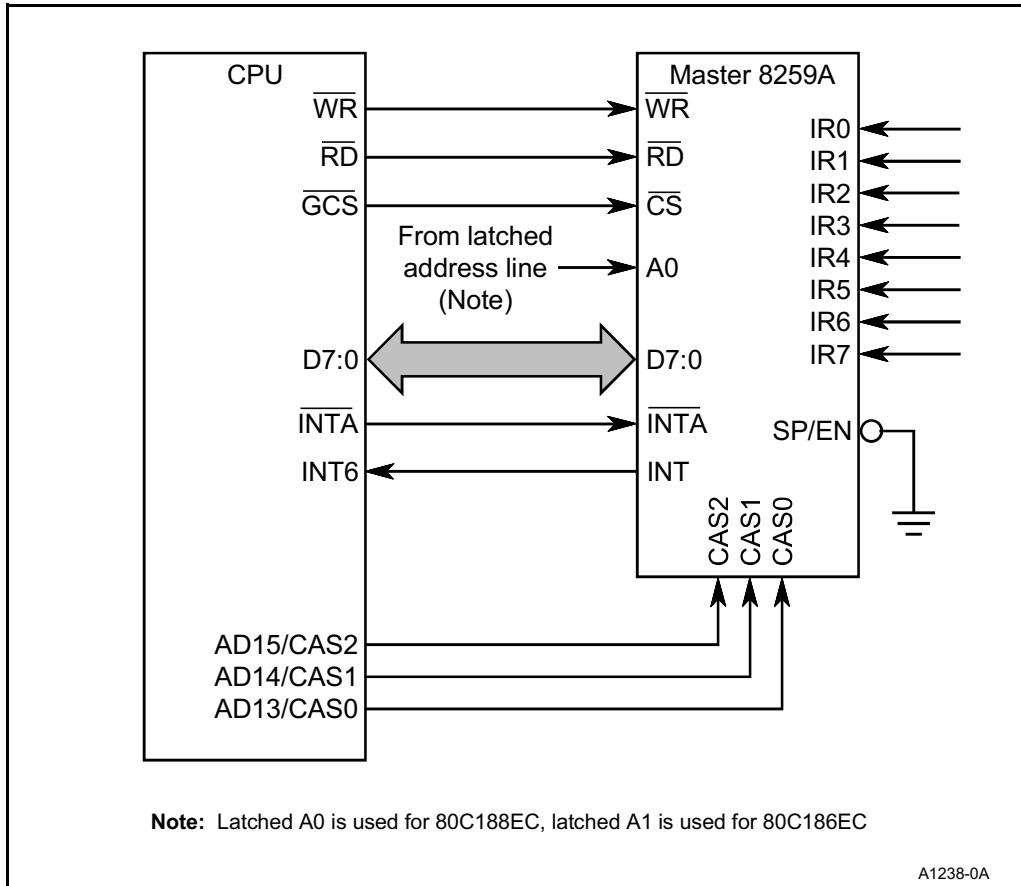 CPU
Master 8259A
WR
WR
IR0
RD
RD
IR1
GCS
CS
IR2
From latched
address line
(Note)
A0
IR3
IR4
IR5
IR6
D7:0
D7:0
IR7
INTA
INTA
SP/EN
INT6
INT
CAS2
CAS1
CAS0
AD15/CAS2
AD14/CAS1
AD13/CAS0
Note: Latched A0 is used for 80C188EC, latched A1 is used for 80C186EC
A1238-0A